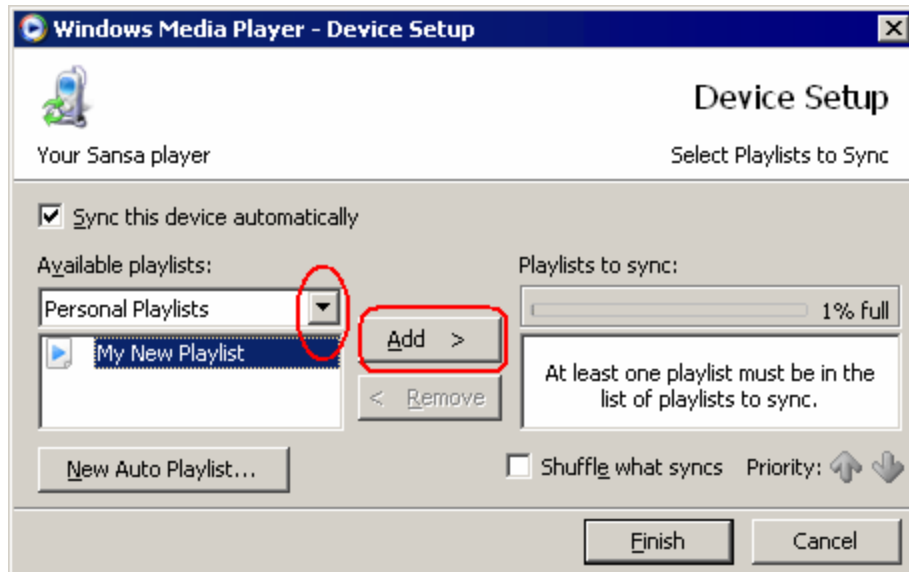 Windows Media Player - Device Setup
Device Setup
Your Sansa player
Select Playlists to Sync
Sync this device automatically
Available playlists:
Playlists to sync:
Personal Playlists
1% full
Add >
My New Playlist
At least one playlist must be in the
list of playlists to sync.
< Remove
New Auto Playlist...
Shuffle what syncs
Priority:
Finish
Cancel